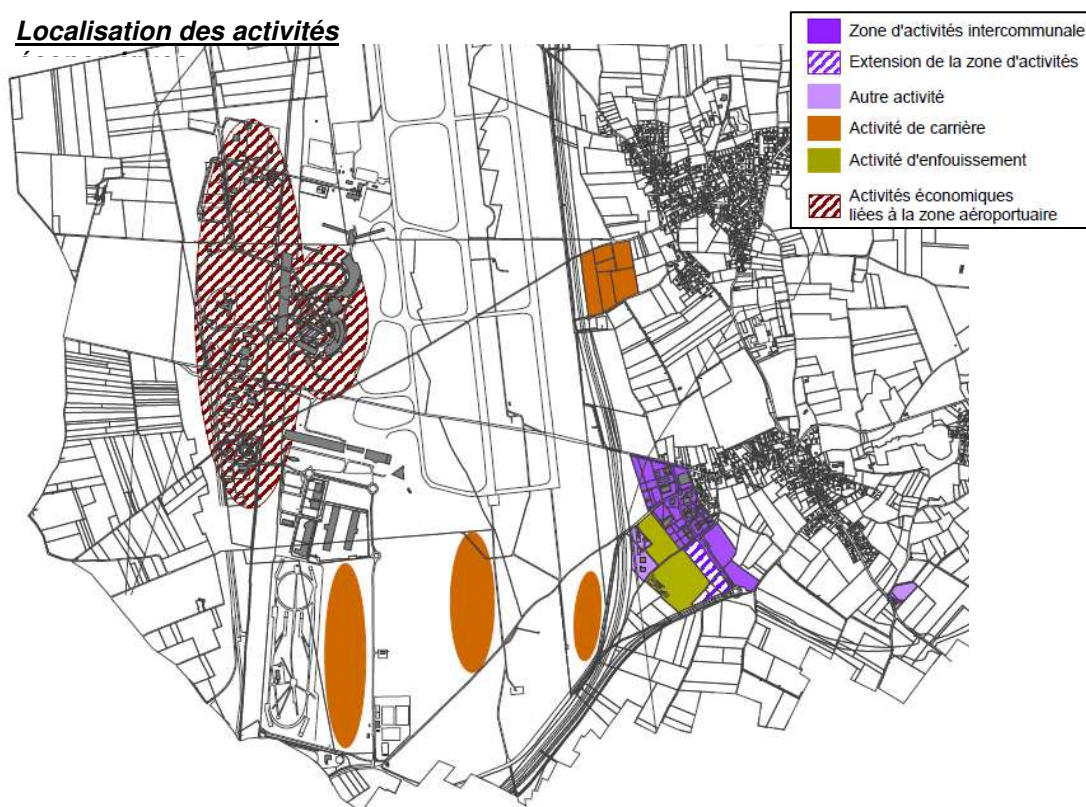 Localisation des activités
Zone d'activités intercommunale
Extension de la zone d'activités
Autre activité
Activité de carrière
Activité d'enfouissement
Activités économiques
liées à la zone aéroportuaire